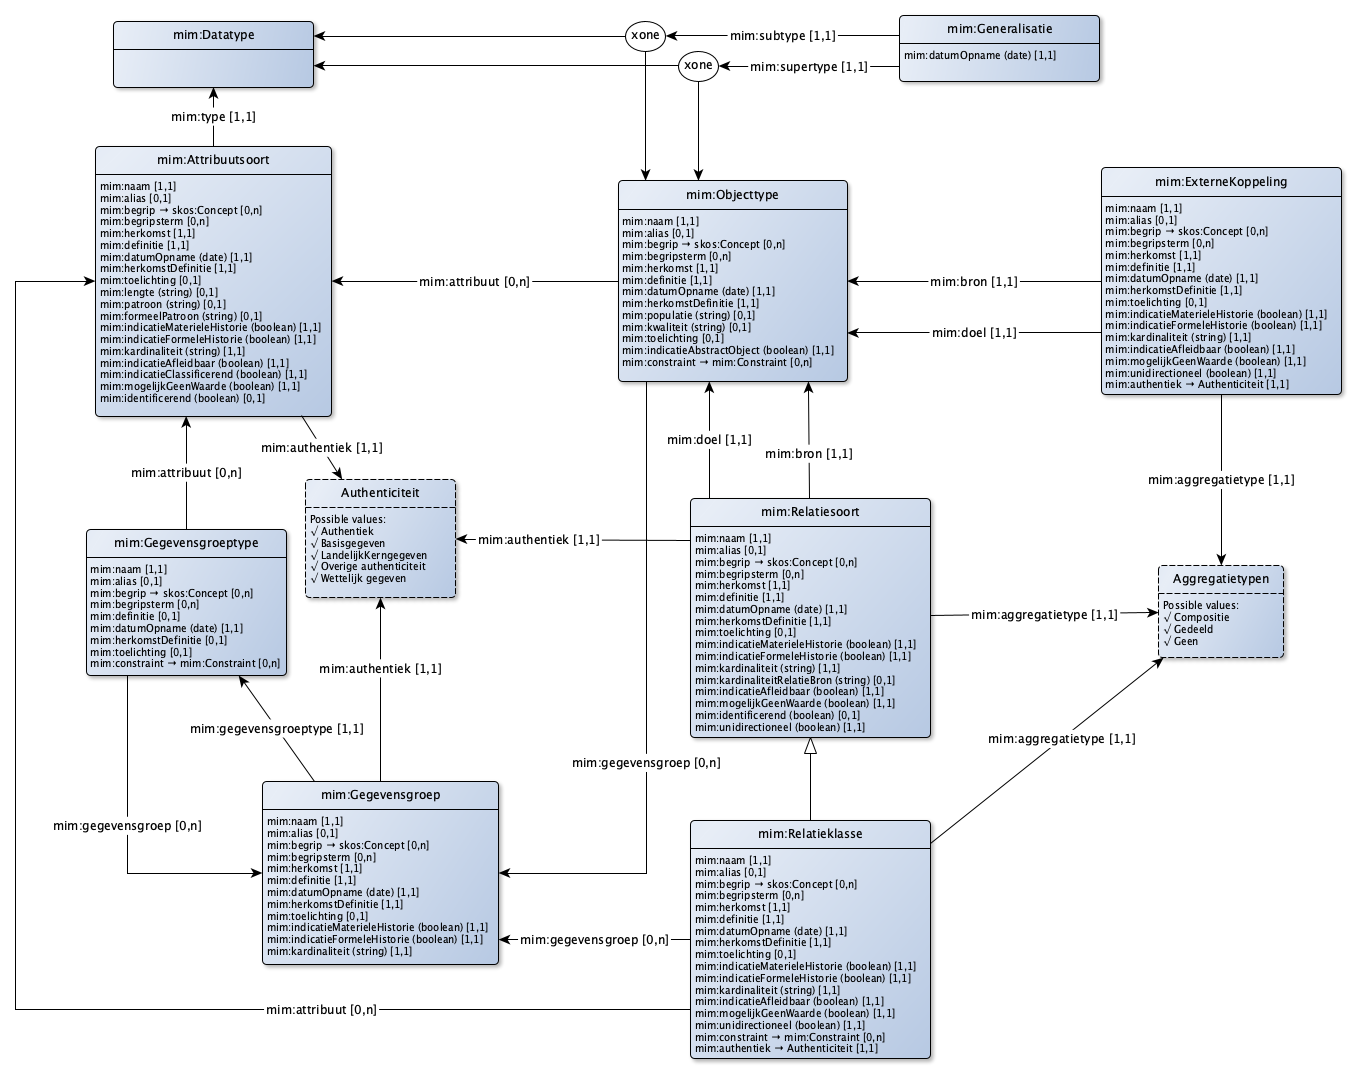 mim:Datatype
xone
mim:subtype [1,1]
mim:Generalisatie
mim:datumOpname (date) [1,1]
xone
mim:supertype [1,1]
mim:type [1,1]
mim:Attribuutsoort
mim:naam [1,1]
mim:alias [0,1]
mim:begrip → skos:Concept [0,n]
mim:begripsterm [0,n]
mim:herkomst [1,1]
mim:definitie [1,1]
mim:datumOpname (date) [1,1]
mim:herkomstDefinitie [1,1]
mim:toelichting [0,1]
mim:lengte (string) [0,1]
mim:patroon (string) [0,1]
mim:formeelPatroon (string) [0,1]
mim:indicatieMaterieleHistorie (boolean) [1,1]
mim:indicatieFormeleHistorie (boolean) [1,1]
mim:kardinaliteit (string) [1,1]
mim:indicatieAfleidbaar (boolean) [1,1]
mim:indicatieClassificerend (boolean) [1,1]
mim:mogelijkGeenWaarde (boolean) [1,1]
mim:identificerend (boolean) [0,1]
mim:attribuut [0,n]
mim:Objecttype
mim:naam [1,1]
mim:alias [0,1]
mim:begrip → skos:Concept [0,n]
mim:begripsterm [0,n]
mim:herkomst [1,1]
mim:definitie [1,1]
mim:datumOpname (date) [1,1]
mim:herkomstDefinitie [1,1]
mim:populatie (string) [0,1]
mim:kwaliteit (string) [0,1]
mim:toelichting [0,1]
mim:indicatieAbstractObject (boolean) [1,1]
mim:constraint → mim:Constraint [0,n]
mim:bron [1,1]
mim:doel [1,1]
mim:ExterneKoppeling
mim:naam [1,1]
mim:alias [0,1]
mim:begrip → skos:Concept [0,n]
mim:begripsterm [0,n]
mim:herkomst [1,1]
mim:definitie [1,1]
mim:datumOpname (date) [1,1]
mim:herkomstDefinitie [1,1]
mim:toelichting [0,1]
mim:indicatieMaterieleHistorie (boolean) [1,1]
mim:indicatieFormeleHistorie (boolean) [1,1]
mim:kardinaliteit (string) [1,1]
mim:indicatieAfleidbaar (boolean) [1,1]
mim:mogelijkGeenWaarde (boolean) [1,1]
mim:unidirectioneel (boolean) [1,1]
mim:authentiek → Authenticiteit [1,1]
mim:authentiek [1,1]
mim:doel [1,1]
mim:bron [1,1]
mim:attribuut [0,n]
mim:aggregatietype [1,1]
Authenticiteit
Possible values:
√ Authentiek
√ Basisgegeven
√ LandelijkKerngegeven
√ Overige authenticiteit
√ Wettelijk gegeven
mim:authentiek [1,1]
mim:Gegevensgroeptype
mim:naam [1,1]
mim:alias [0,1]
mim:begrip → skos:Concept [0,n]
mim:begripsterm [0,n]
mim:definitie [0,1]
mim:datumOpname (date) [1,1]
mim:herkomstDefinitie [0,1]
mim:toelichting [0,1]
mim:constraint → mim:Constraint [0,n]
mim:Relatiesoort
mim:naam [1,1]
mim:alias [0,1]
mim:begrip → skos:Concept [0,n]
mim:begripsterm [0,n]
mim:herkomst [1,1]
mim:definitie [1,1]
mim:datumOpname (date) [1,1]
mim:herkomstDefinitie [1,1]
mim:toelichting [0,1]
mim:indicatieMaterieleHistorie (boolean) [1,1]
mim:indicatieFormeleHistorie (boolean) [1,1]
mim:kardinaliteit (string) [1,1]
mim:kardinaliteitRelatieBron (string) [0,1]
mim:indicatieAfleidbaar (boolean) [1,1]
mim:mogelijkGeenWaarde (boolean) [1,1]
mim:identificerend (boolean) [0,1]
mim:unidirectioneel (boolean) [1,1]
mim:aggregatietype [1,1]
Aggregatietypen
Possible values:
√ Compositie
√ Gedeeld
√ Geen
mim:authentiek [1,1]
mim:gegevensgroeptype [1,1]
mim:aggregatietype [1,1]
mim:gegevensgroep [0,n]
mim:gegevensgroep [0,n]
mim:Gegevensgroep
mim:naam [1,1]
mim:alias [0,1]
mim:begrip → skos:Concept [0,n]
mim:begripsterm [0,n]
mim:herkomst [1,1]
mim:definitie [1,1]
mim:datumOpname (date) [1,1]
mim:herkomstDefinitie [1,1]
mim:toelichting [0,1]
mim:indicatieMaterieleHistorie (boolean) [1,1]
mim:indicatieFormeleHistorie (boolean) [1,1]
mim:kardinaliteit (string) [1,1]
mim:gegevensgroep [0,n]
mim:attribuut [0,n]
mim:Relatieklasse
mim:naam [1,1]
mim:alias [0,1]
mim:begrip → skos:Concept [0,n]
mim:begripsterm [0,n]
mim:herkomst [1,1]
mim:definitie [1,1]
mim:datumOpname (date) [1,1]
mim:herkomstDefinitie [1,1]
mim:toelichting [0,1]
mim:indicatieMaterieleHistorie (boolean) [1,1]
mim:indicatieFormeleHistorie (boolean) [1,1]
mim:kardinaliteit (string) [1,1]
mim:indicatieAfleidbaar (boolean) [1,1]
mim:mogelijkGeenWaarde (boolean) [1,1]
mim:unidirectioneel (boolean) [1,1]
mim:constraint → mim:Constraint [0,n]
mim:authentiek → Authenticiteit [1,1]